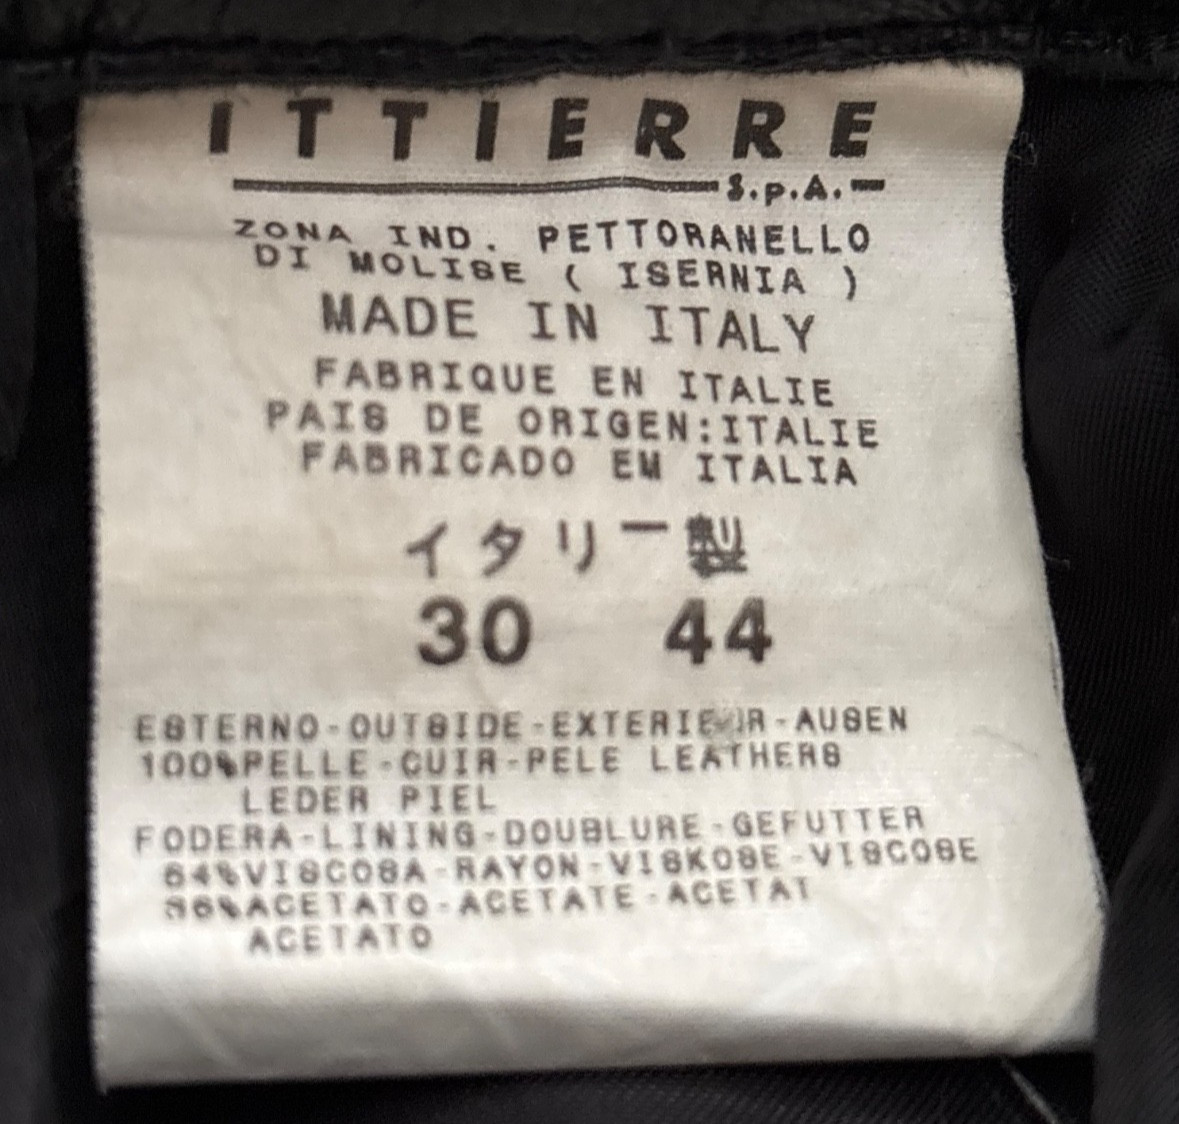 ITTIERRE
S.p.A.
ZONA IND. PETTORANELLO
DI MOLISE ( ISERNIA )
MADE IN ITALY
FABRIQUE EN ITALIE
PAIS DE ORIGEN:ITALIE
FABRICADO EM ITALIA
イタリー製
30 44
ESTERNO-OUTSIDE-EXTERIEUR-AUSEN
100%PELLE-CUIR-PELE LEATHERS
LEDER PIEL
FODERA-LINING-DOUBLURE-GEFUTTER
64%VISCOSA-RAYON-VISKOSE-VISCOSE
36%ACETATO-ACETATE-ACETAT
ACETATO